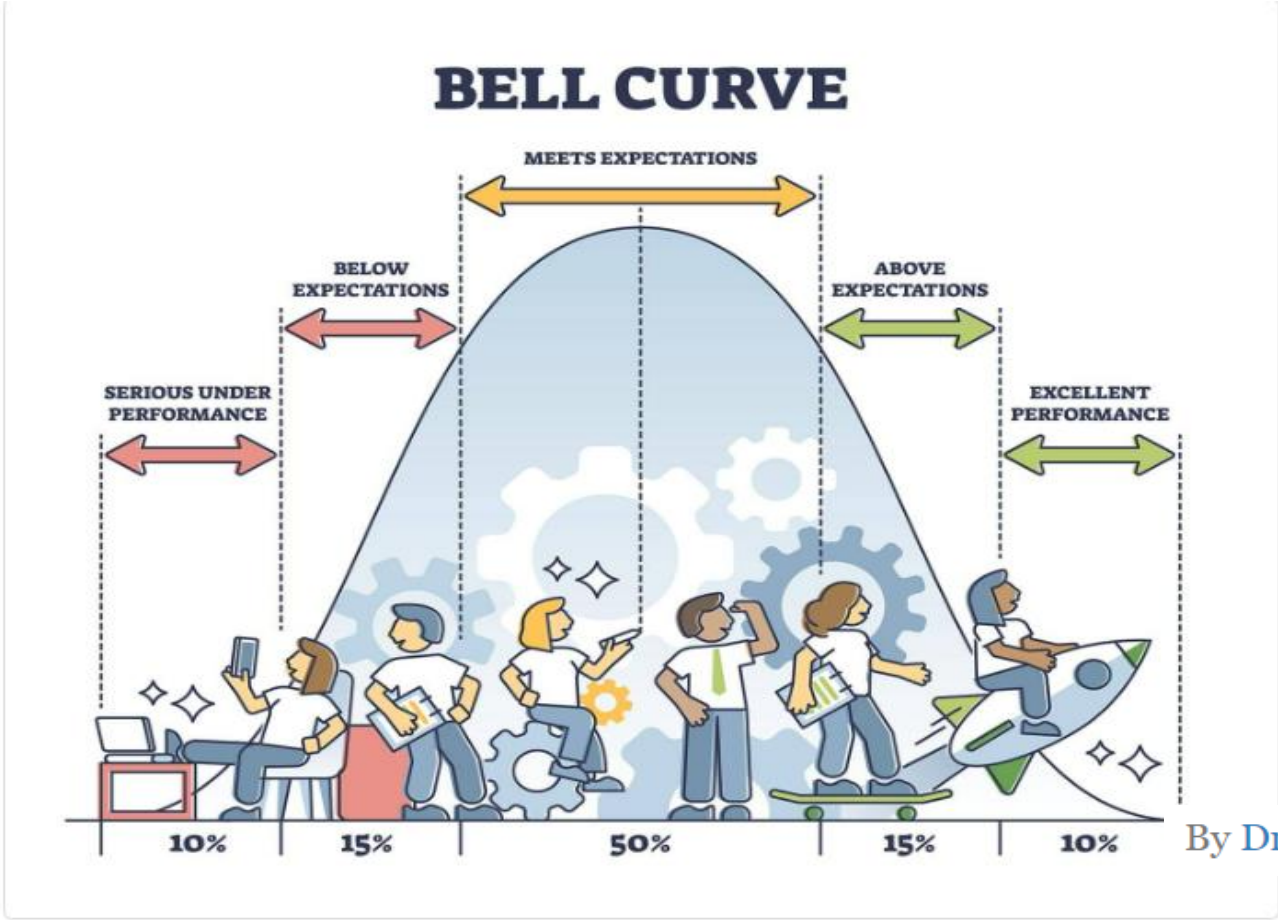 BELL CURVE
MEETS EXPECTATIONS
BELOW
EXPECTATIONS
ABOVE
EXPECTATIONS
SERIOUS UNDER
PERFORMANCE
EXCELLENT
PERFORMANCE
10% 15% 50% 15% 10%
By